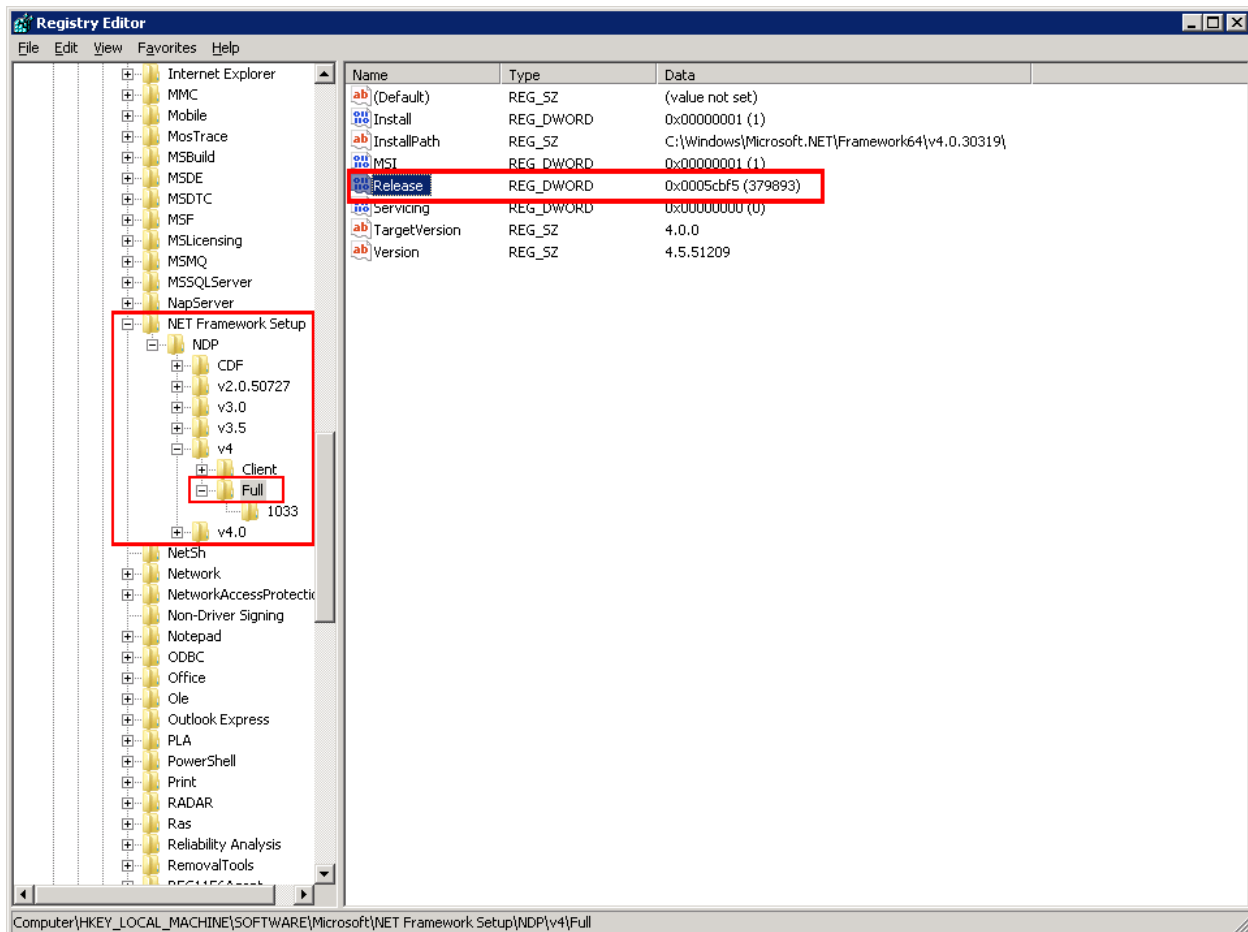 Registry Editor
File Edit View Favorites Help
Internet Explorer
MMC
Mobile
MosTrace
MSBuild
MSDE
MSDTC
MSF
MSLicensing
MSMQ
MSSQLServer
NapServer
NET Framework Setup
NDP
CDF
v2.0.50727
v3.0
v3.5
v4
Client
Full
1033
v4.0
NetSh
Network
NetworkAccessProtectic
Non-Driver Signing
Notepad
ODBC
Office
Ole
Outlook Express
PLA
PowerShell
Print
RADAR
Ras
Reliability Analysis
RemovalTools
Name Type Data
(Default) REG_SZ (value not set)
Install REG_DWORD 0x00000001 (1)
InstallPath REG_SZ C:\Windows\Microsoft.NET\Framework64\v4.0.30319\
MSI REG_DWORD 0x00000001 (1)
Release REG_DWORD 0x0005cbf5 (379893)
Servicing REG_DWORD 0x00000000 (0)
TargetVersion REG_SZ 4.0.0
Version REG_SZ 4.5.51209
Computer\HKEY_LOCAL_MACHINE\SOFTWARE\Microsoft\NET Framework Setup\NDP\v4\Full